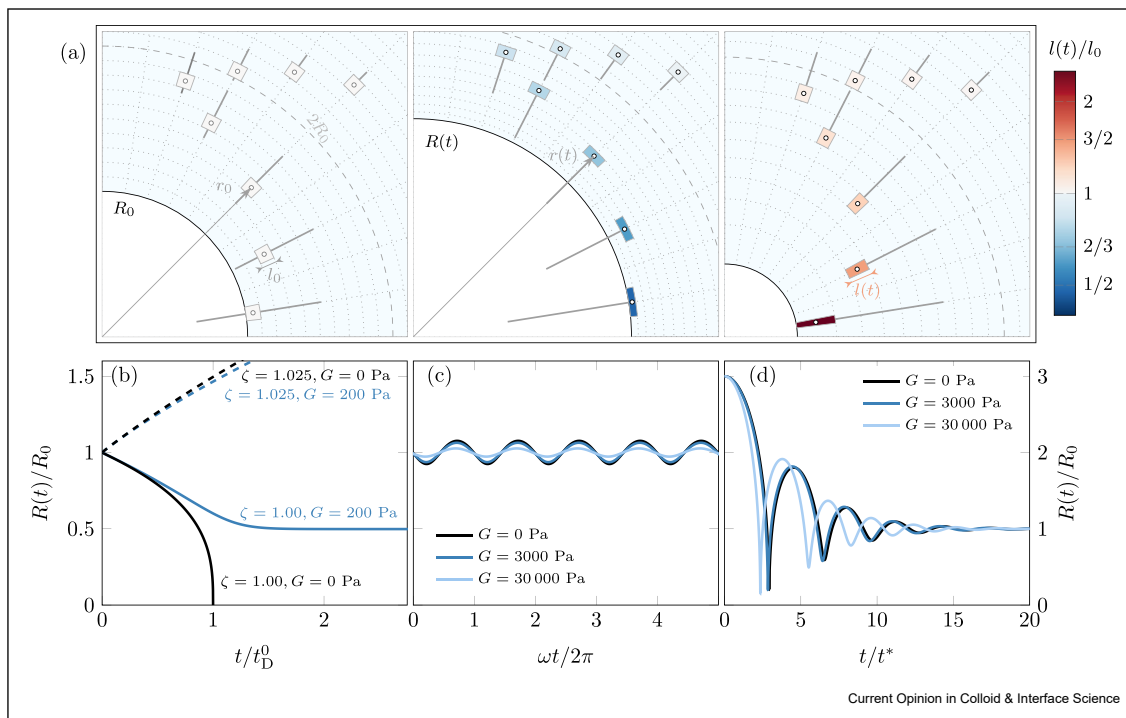 (a)
2R₀
r₀
R₀
l₀
R(t)
r(t)
l(t)
l(t)/l₀
2
3/2
1
2/3
1/2
(b)
ζ = 1.025, G = 0 Pa
ζ = 1.025, G = 200 Pa
ζ = 1.00, G = 200 Pa
ζ = 1.00, G = 0 Pa
R(t)/R₀
1.5
1
0.5
0
0 1 2
t/t_D^0
(c)
G = 0 Pa
G = 3000 Pa
G = 30 000 Pa
0 1 2 3 4
ωt/2π
(d)
G = 0 Pa
G = 3000 Pa
G = 30 000 Pa
3
2
1
0
R(t)/R₀
0 5 10 15 20
t/t*
Current Opinion in Colloid & Interface Science